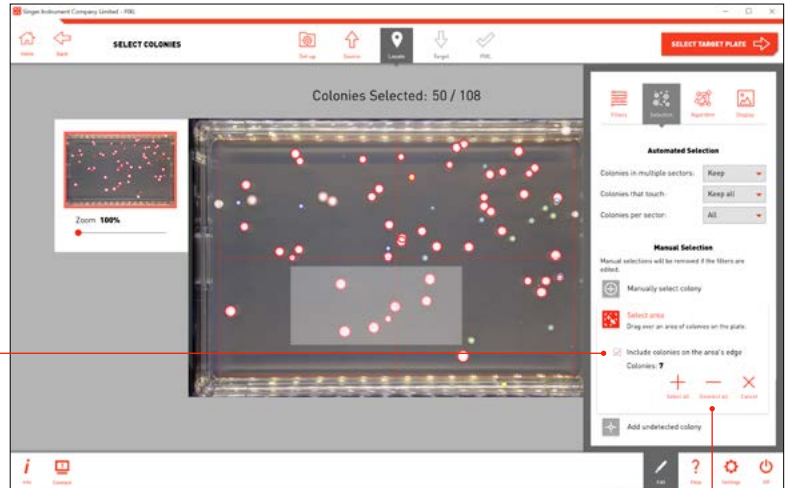 Singer Instrument Company Limited - PIXL
Home
Back
SELECT COLONIES
Set up
Source
Locate
Target
PIXL
SELECT TARGET PLATE
Colonies Selected: 50 / 108
Zoom 100%
Filters
Selection
Display
Automated Selection
Colonies in multiple sectors:
Keep
Colonies that touch:
Keep all
Colonies per sector:
All
Manual Selection
Manual selections will be removed if the filters are
edited.
Manually select colony
Select area
Drag over an area of colonies on the plate.
Include colonies on the area's edge
Colonies: ?
Select all
Deselect all
Cancel
Add undetected colony
i
Info
Connect
Edit
?
Help
Settings
Off